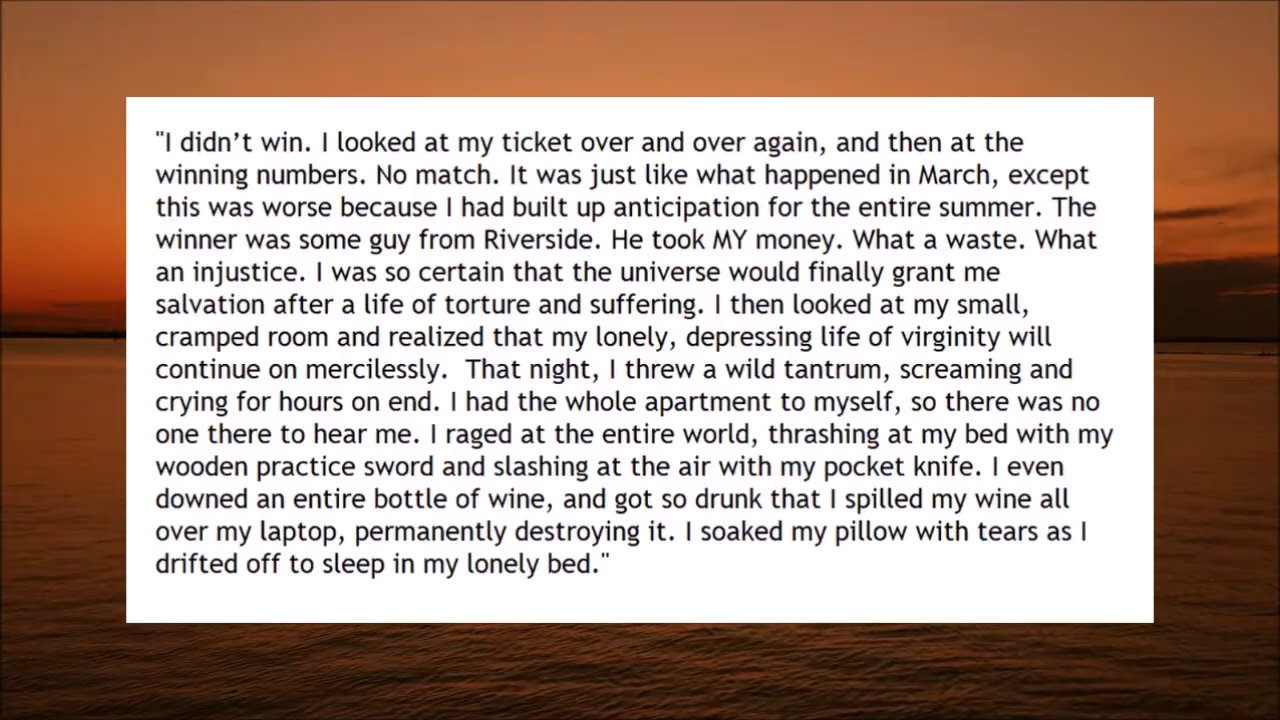 "I didn’t win. I looked at my ticket over and over again, and then at the
winning numbers. No match. It was just like what happened in March, except
this was worse because I had built up anticipation for the entire summer. The
winner was some guy from Riverside. He took MY money. What a waste. What
an injustice. I was so certain that the universe would finally grant me
salvation after a life of torture and suffering. I then looked at my small,
cramped room and realized that my lonely, depressing life of virginity will
continue on mercilessly.  That night, I threw a wild tantrum, screaming and
crying for hours on end. I had the whole apartment to myself, so there was no
one there to hear me. I raged at the entire world, thrashing at my bed with my
wooden practice sword and slashing at the air with my pocket knife. I even
downed an entire bottle of wine, and got so drunk that I spilled my wine all
over my laptop, permanently destroying it. I soaked my pillow with tears as I
drifted off to sleep in my lonely bed."